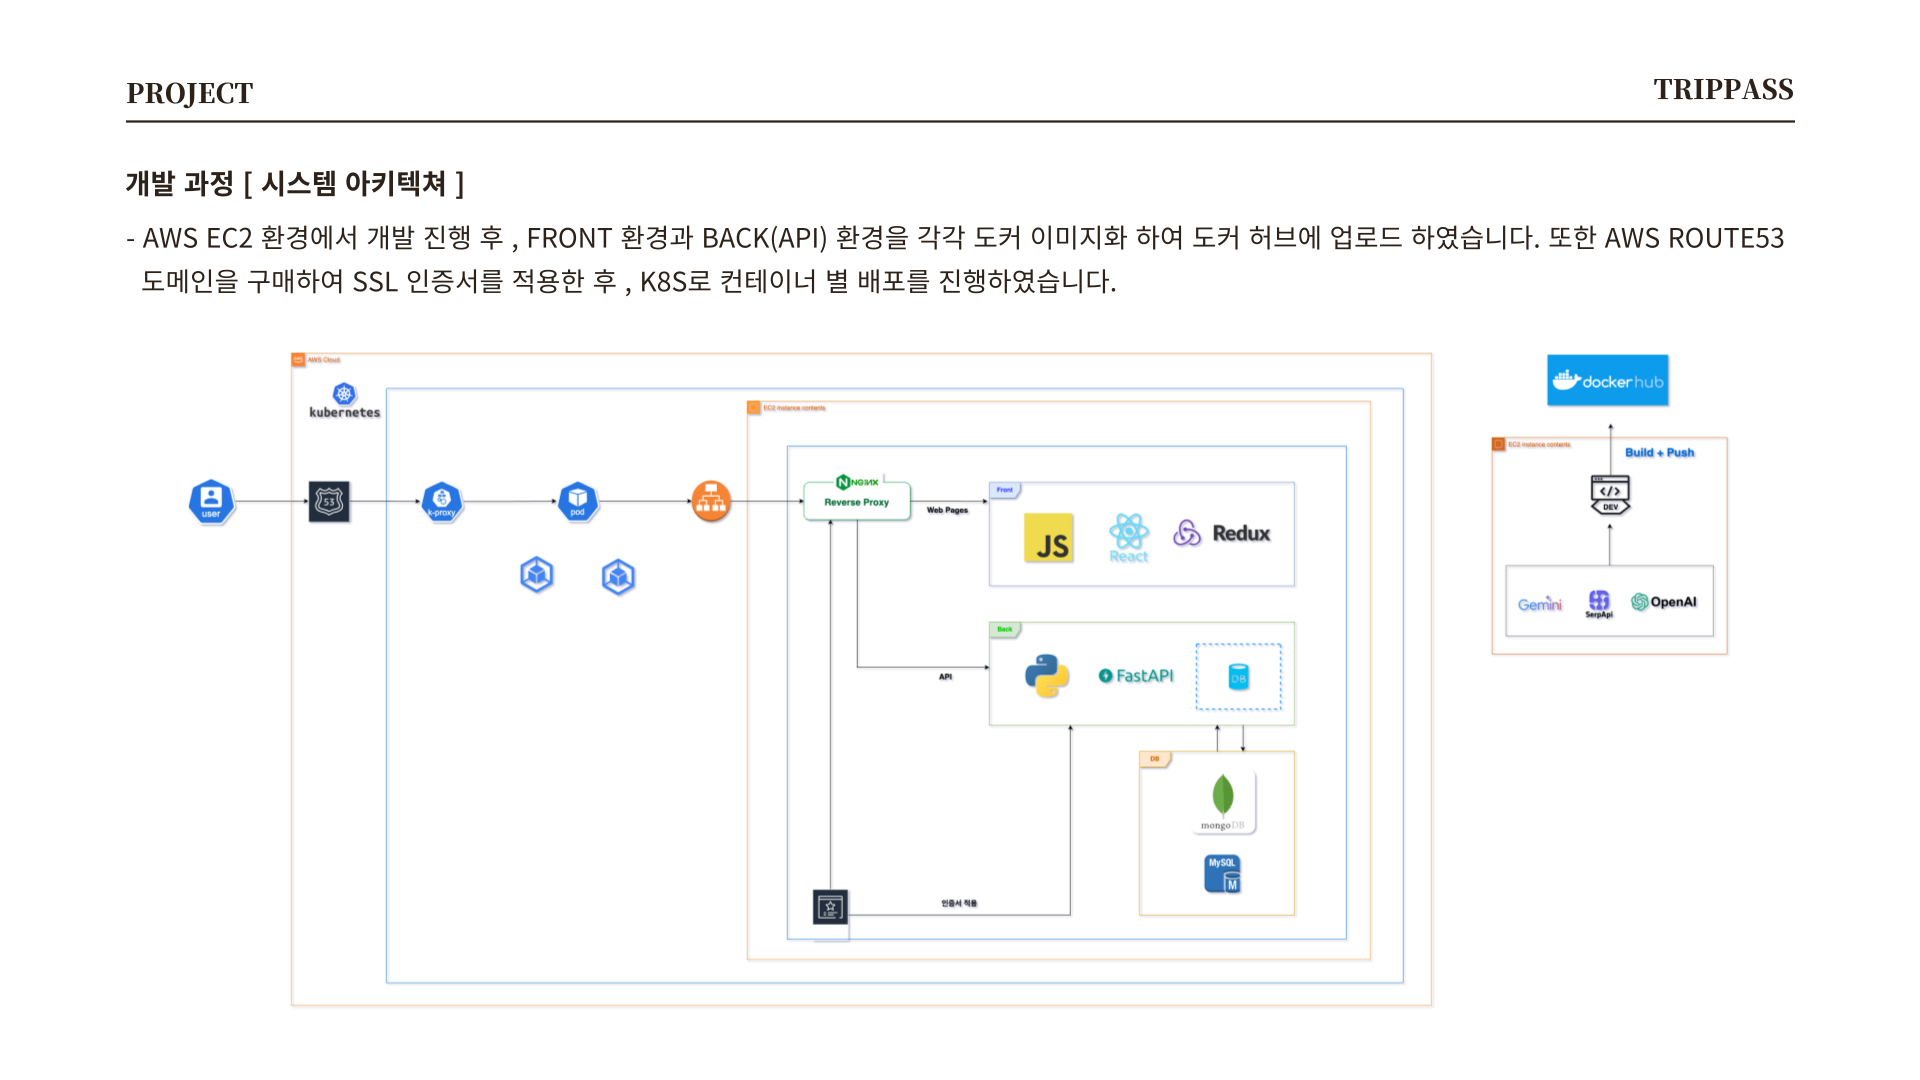 PROJECT
TRIPPASS
개발 과정 [ 시스템 아키텍쳐 ]
- AWS EC2 환경에서 개발 진행 후 , FRONT 환경과 BACK(API) 환경을 각각 도커 이미지화 하여 도커 허브에 업로드 하였습니다. 또한 AWS ROUTE53
도메인을 구매하여 SSL 인증서를 적용한 후 , K8S로 컨테이너 별 배포를 진행하였습니다.
AWS Cloud
kubernetes
EC2 instance contents
user
53
k-proxy
pod
NGINX
Reverse Proxy
Web Pages
Front
JS
React
Redux
API
Back
FastAPI
DB
DB
mongoDB
MySQL
M
인증서 적용
dockerhub
EC2 instance contents
Build + Push
</>
DEV
Gemini
SerpApi
OpenAI